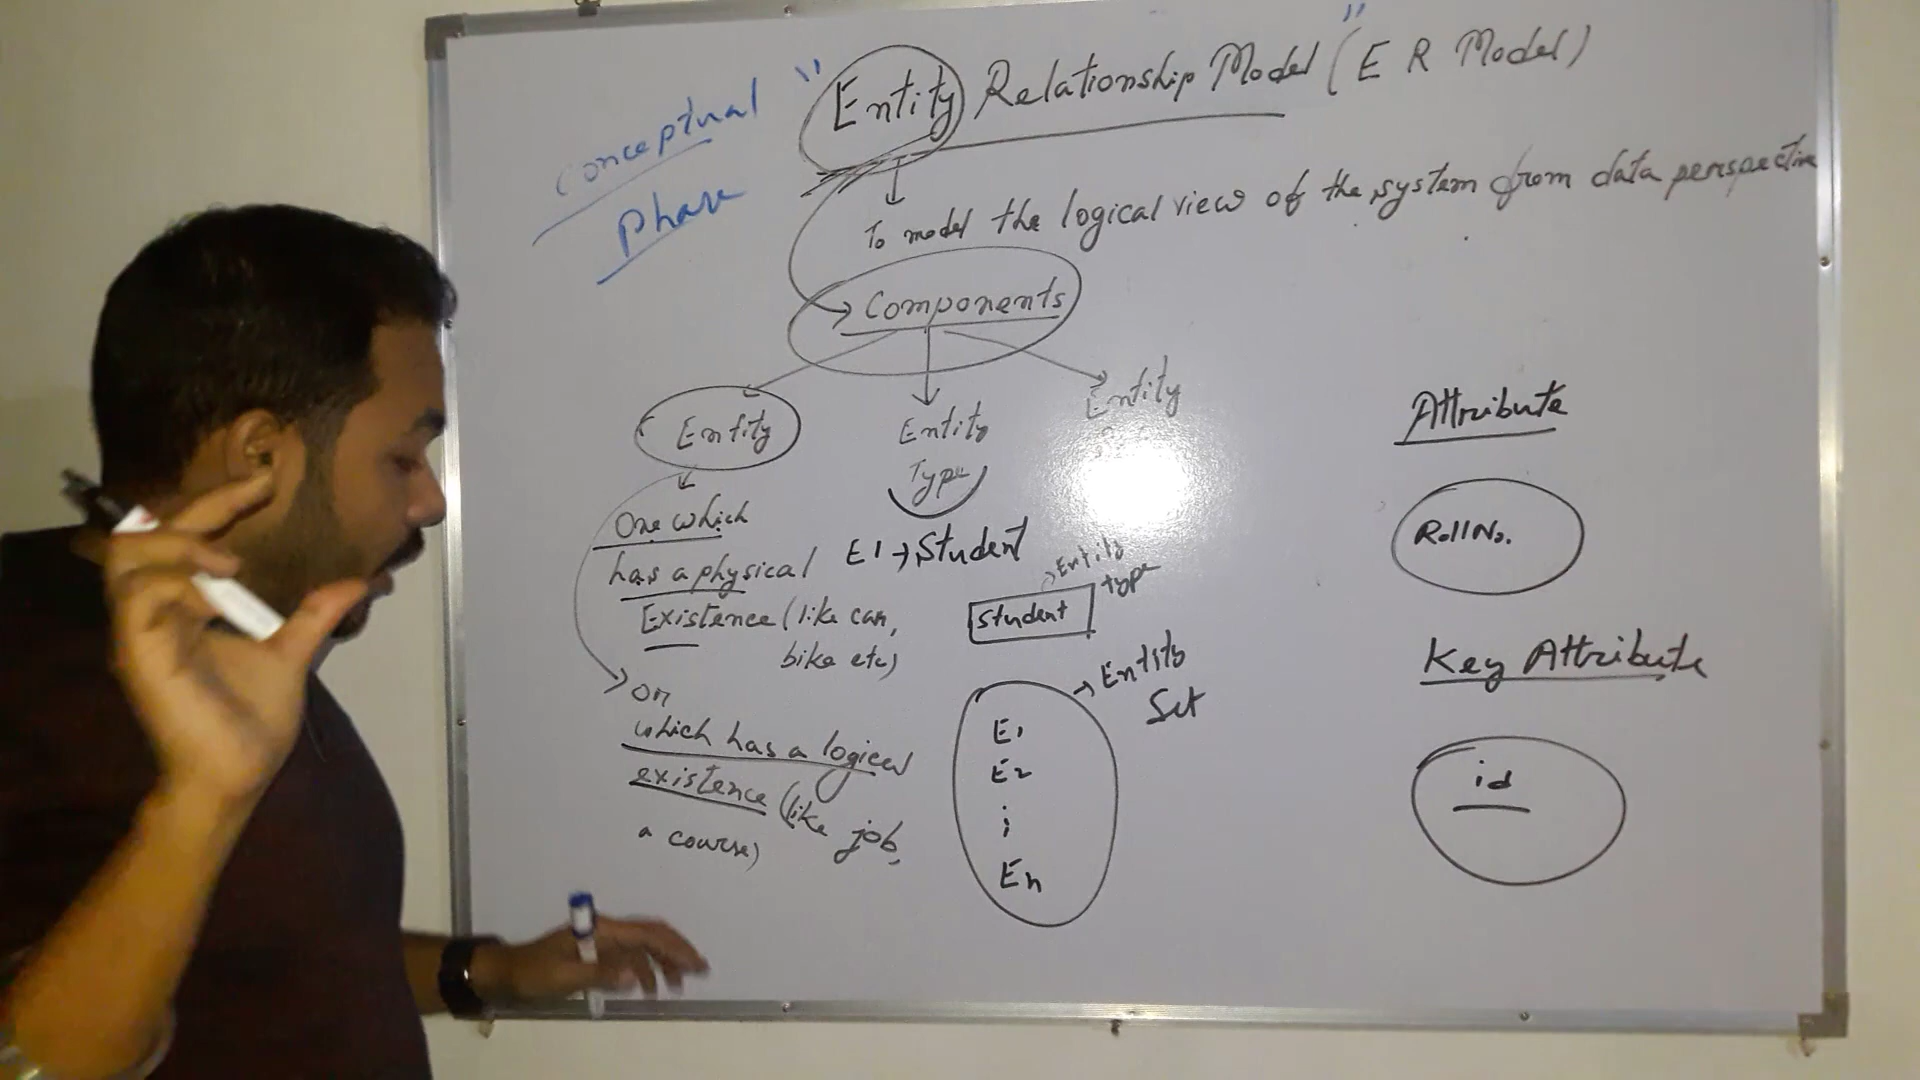 Conceptual
Phase
"Entity Relationship Model" (E R Model)
To model the logical view of the system from data perspective
Components
Entity
Entity
Type
Entity
One which
has a physical
Existence (like car,
bike etc)
or
which has a logical
existence (like job,
a course)
E1 → Student
Student
→ Entity
type
→ Entity
Set
E1
E2
En
Attribute
RollNo.
Key Attribute
id